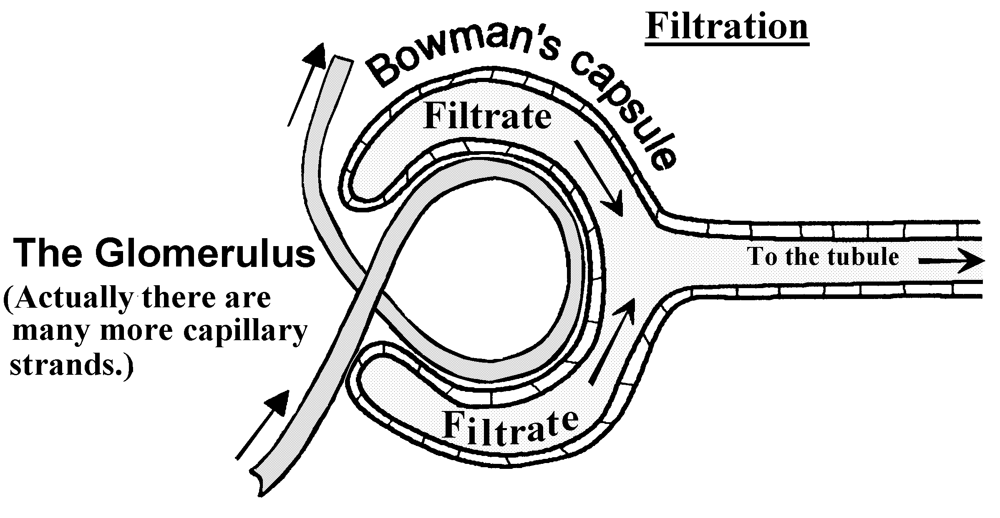 Filtration
Bowman's capsule
Filtrate
The Glomerulus
(Actually there are
many more capillary
strands.)
To the tubule
Filtrate